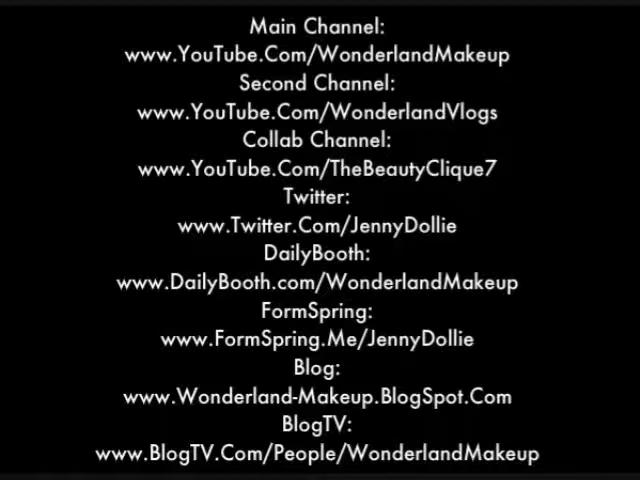 Main Channel:
www.YouTube.Com/WonderlandMakeup
Second Channel:
www.YouTube.Com/WonderlandVlogs
Collab Channel:
www.YouTube.Com/TheBeautyClique7
Twitter:
www.Twitter.Com/JennyDollie
DailyBooth:
www.DailyBooth.com/WonderlandMakeup
FormSpring:
www.FormSpring.Me/JennyDollie
Blog:
www.Wonderland-Makeup.BlogSpot.Com
BlogTV:
www.BlogTV.Com/People/WonderlandMakeup